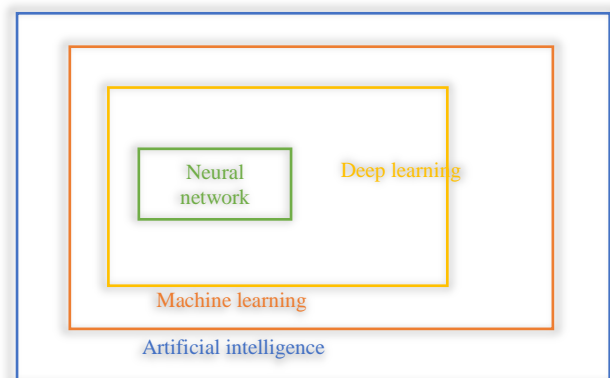 Neural
network
Deep learning
Machine learning
Artificial intelligence